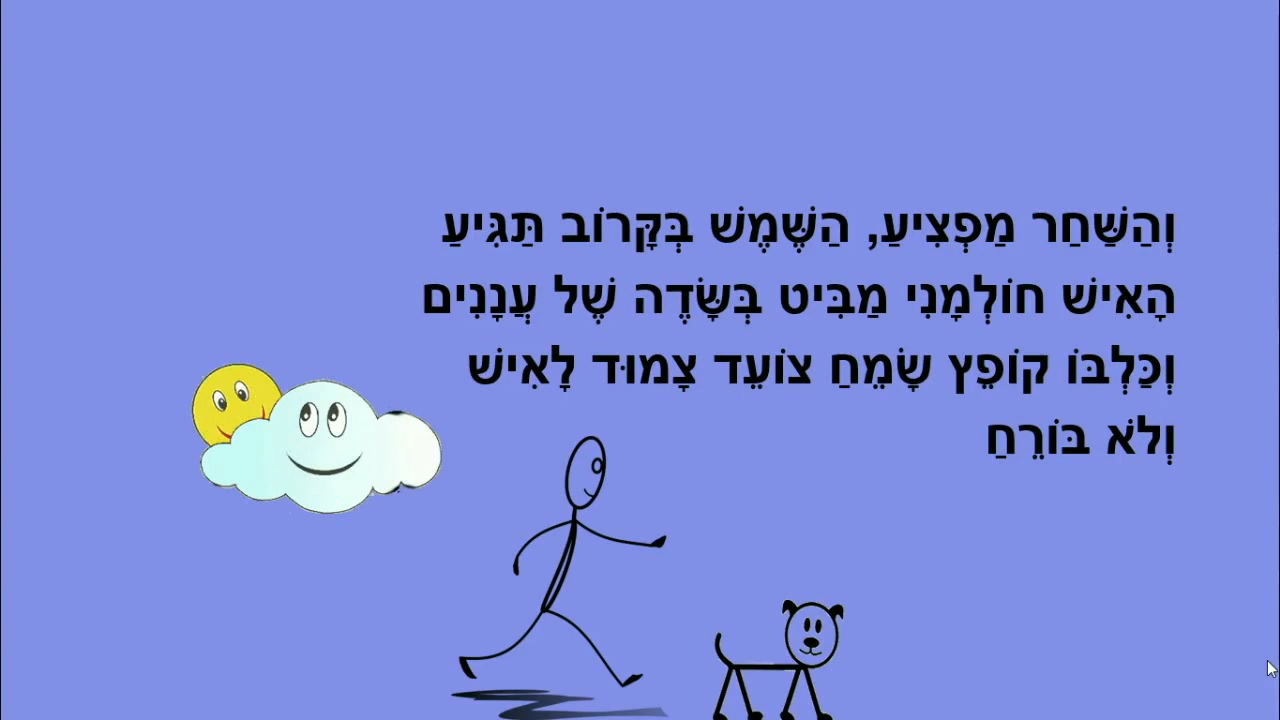 וְהַשַּׁחַר מַפְצִיעַ, הַשֶּׁמֶשׁ בְּקָרוֹב תַּגִּיעַ
הָאִישׁ חוֹלְמָנִי מַבִּיט בְּשָּׂדֶה שֶׁל עֲנָנִים
וְכַּלְבּוֹ קוֹפֵץ שָׂמֵחַ צוֹעֵד צָמוּד לָאִישׁ
וְלֹא בּוֹרֵחַ